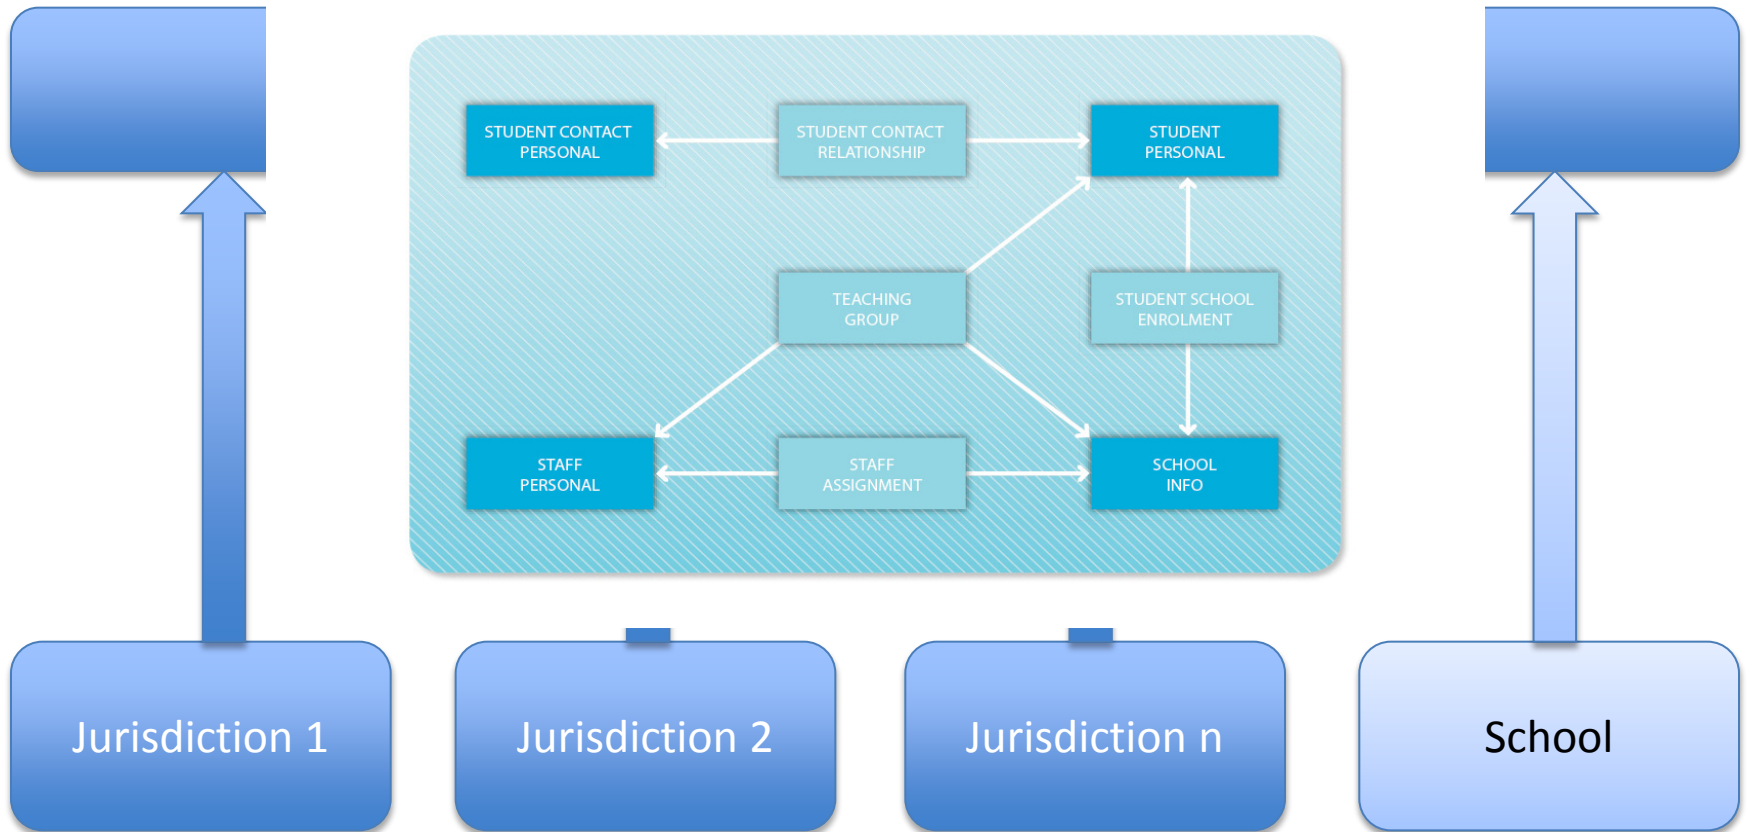 STUDENT CONTACT
PERSONAL
STUDENT CONTACT
RELATIONSHIP
STUDENT
PERSONAL
TEACHING
GROUP
STUDENT SCHOOL
ENROLMENT
STAFF
PERSONAL
STAFF
ASSIGNMENT
SCHOOL
INFO
Jurisdiction 1
Jurisdiction 2
Jurisdiction n
School